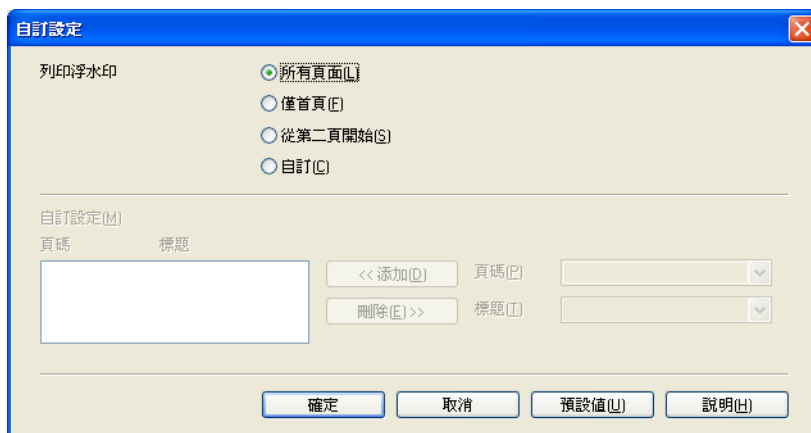 自訂設定
列印浮水印
所有頁面(L)
僅首頁(F)
從第二頁開始(S)
自訂(C)
自訂設定(M)
頁碼 標題
<< 添加(D) 頁碼(P)
刪除(E) >> 標題(T)
確定 取消 預設值(U) 說明(H)